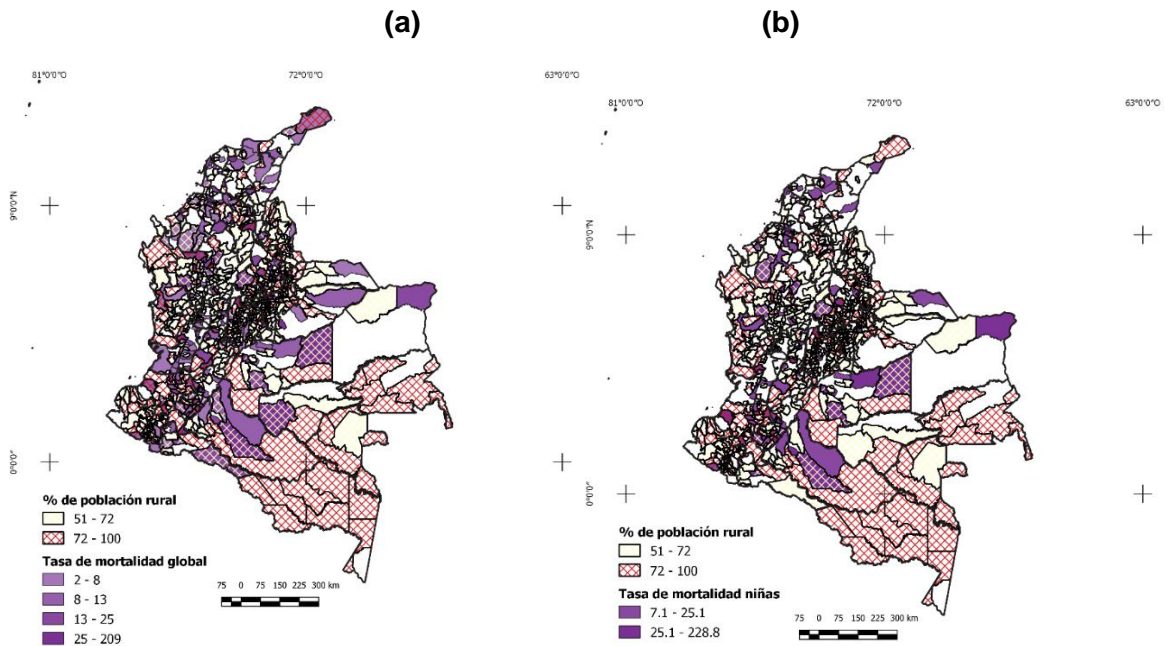 (a)
(b)
81°0'0"O
72°0'0"O
63°0'0"O
81°0'0"O
72°0'0"O
63°0'0"O
9°0'0"N
9°0'0"N
0°0'0"
0°0'0"
% de población rural
51 - 72
72 - 100
Tasa de mortalidad global
2 - 8
8 - 13
13 - 25
25 - 209
75 0 75 150 225 300 km
% de población rural
51 - 72
72 - 100
Tasa de mortalidad niñas
7.1 - 25.1
25.1 - 228.8
75 0 75 150 225 300 km